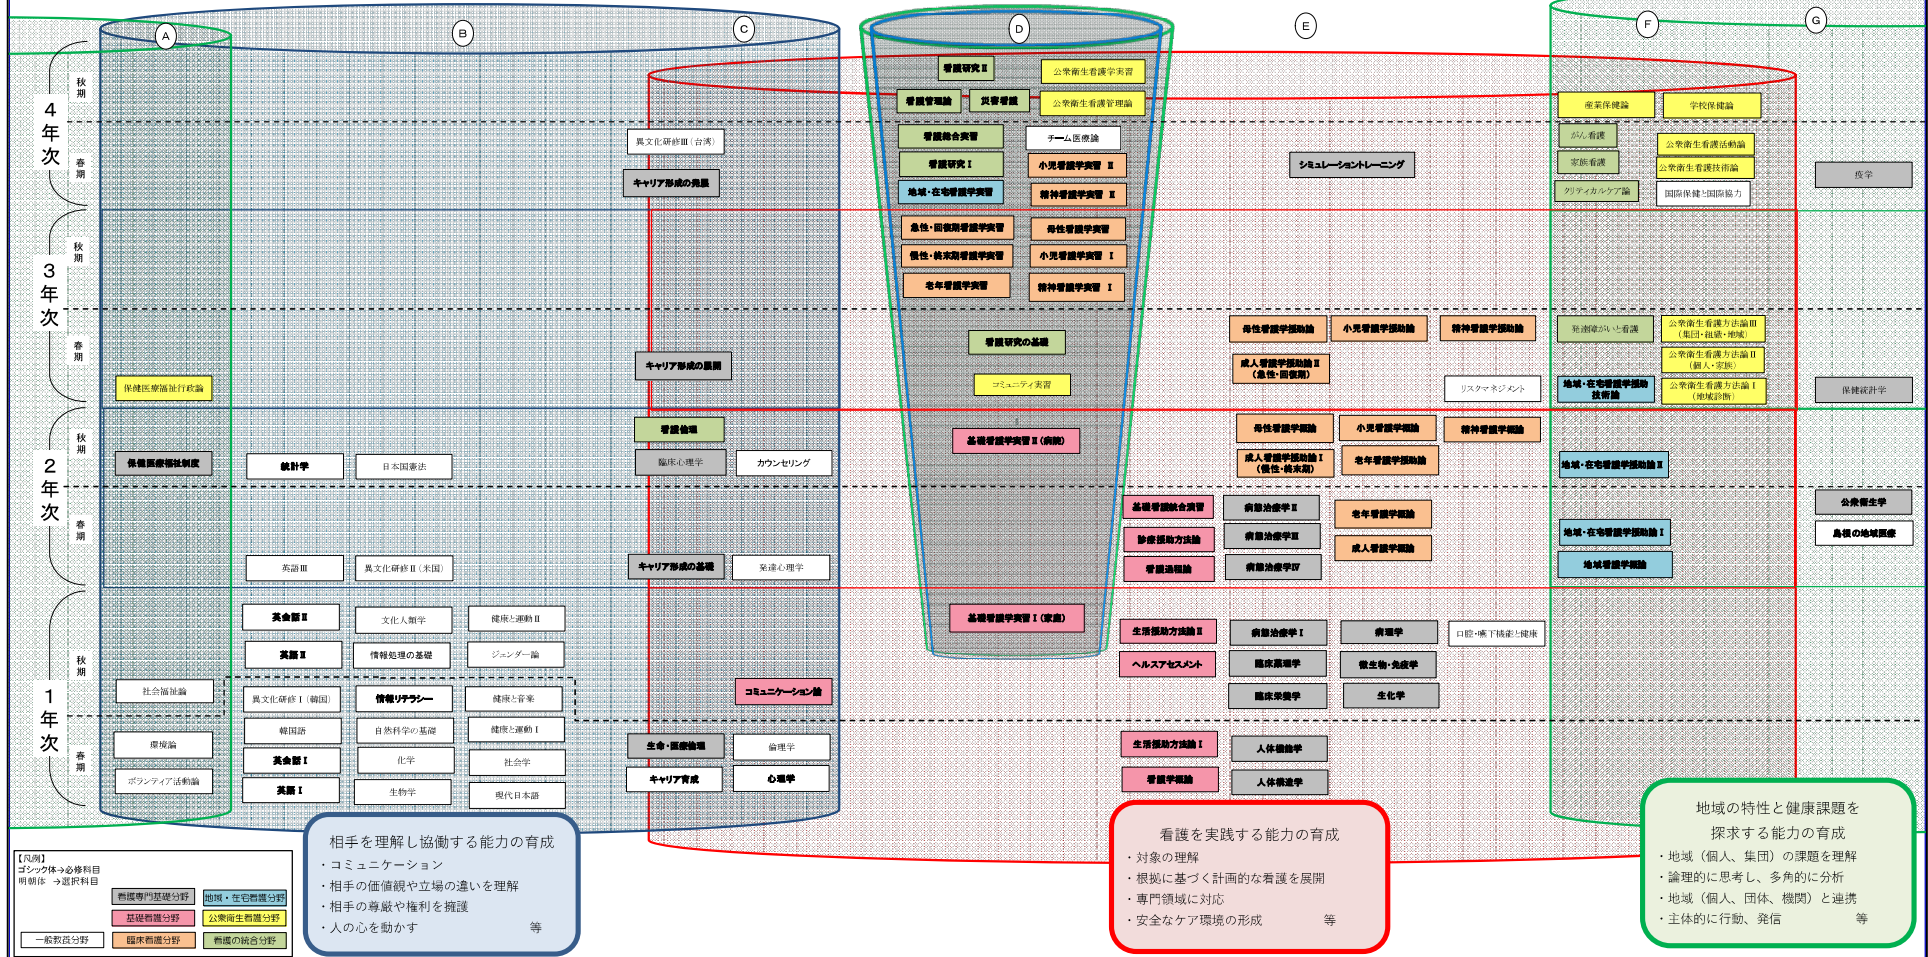 A
B
C
D
E
F
G
4年次
秋期
看護研究Ⅱ
公衆衛生看護学実習
看護管理論
災害看護
公衆衛生看護管理論
産業保健論
学校保健論
春期
異文化研修Ⅲ(台湾)
キャリア形成の発展
看護総合実習
チーム医療論
看護研究Ⅰ
小児看護学実習 Ⅱ
地域・在宅看護学実習
精神看護学実習 Ⅱ
シミュレーショントレーニング
がん看護
公衆衛生看護活動論
家族看護
公衆衛生看護技術論
クリティカルケア論
国際保健と国際協力
疫学
3年次
秋期
急性・回復期看護学実習
母性看護学実習
慢性・終末期看護学実習
小児看護学実習 Ⅰ
老年看護学実習
精神看護学実習 Ⅰ
春期
保健医療福祉行政論
キャリア形成の展開
看護研究の基礎
コミュニティ実習
母性看護学援助論
小児看護学援助論
精神看護学援助論
成人看護学援助論Ⅱ
(急性・回復期)
リスクマネジメント
発達障がいと看護
公衆衛生看護方法論Ⅲ
(集団・組織・地域)
公衆衛生看護方法論Ⅱ
(個人・家族)
地域・在宅看護学援助
技術論
公衆衛生看護方法論Ⅰ
(地域診断)
保健統計学
2年次
秋期
保健医療福祉制度
統計学
日本国憲法
看護倫理
臨床心理学
カウンセリング
基礎看護学実習Ⅱ(病院)
母性看護学概論
小児看護学概論
精神看護学概論
成人看護学援助論Ⅰ
(慢性・終末期)
老年看護学援助論
地域・在宅看護学援助論Ⅱ
春期
英語Ⅲ
異文化研修Ⅱ(米国)
キャリア形成の基礎
発達心理学
基礎看護統合演習
病態治療学Ⅱ
老年看護学概論
診療援助方法論
病態治療学Ⅲ
成人看護学概論
看護過程論
病態治療学Ⅳ
地域・在宅看護学援助論Ⅰ
地域看護学概論
公衆衛生学
島根の地域医療
1年次
秋期
英会話Ⅱ
文化人類学
健康と運動Ⅱ
英語Ⅱ
情報処理の基礎
ジェンダー論
社会福祉論
異文化研修Ⅰ(韓国)
情報リテラシー
健康と音楽
コミュニケーション論
基礎看護学実習Ⅰ(家庭)
生活援助方法論Ⅱ
病態治療学Ⅰ
病理学
口腔・嚥下機能と健康
ヘルスアセスメント
臨床薬理学
微生物・免疫学
臨床栄養学
生化学
春期
韓国語
自然科学の基礎
健康と運動Ⅰ
環境論
英会話Ⅰ
化学
社会学
ボランティア活動論
英語Ⅰ
生物学
現代日本語
生命・医療倫理
倫理学
キャリア育成
心理学
生活援助方法論Ⅰ
人体機能学
看護学概論
人体構造学
相手を理解し協働する能力の育成
・コミュニケーション
・相手の価値観や立場の違いを理解
・相手の尊厳や権利を擁護
・人の心を動かす 等
看護を実践する能力の育成
・対象の理解
・根拠に基づく計画的な看護を展開
・専門領域に対応
・安全なケア環境の形成 等
地域の特性と健康課題を
探求する能力の育成
・地域（個人、集団）の課題を理解
・論理的に思考し、多角的に分析
・地域（個人、団体、機関）と連携
・主体的に行動、発信 等
【凡例】
ゴシック体→必修科目
明朝体 →選択科目
看護専門基礎分野
地域・在宅看護分野
基礎看護分野
公衆衛生看護分野
一般教養分野
臨床看護分野
看護の統合分野